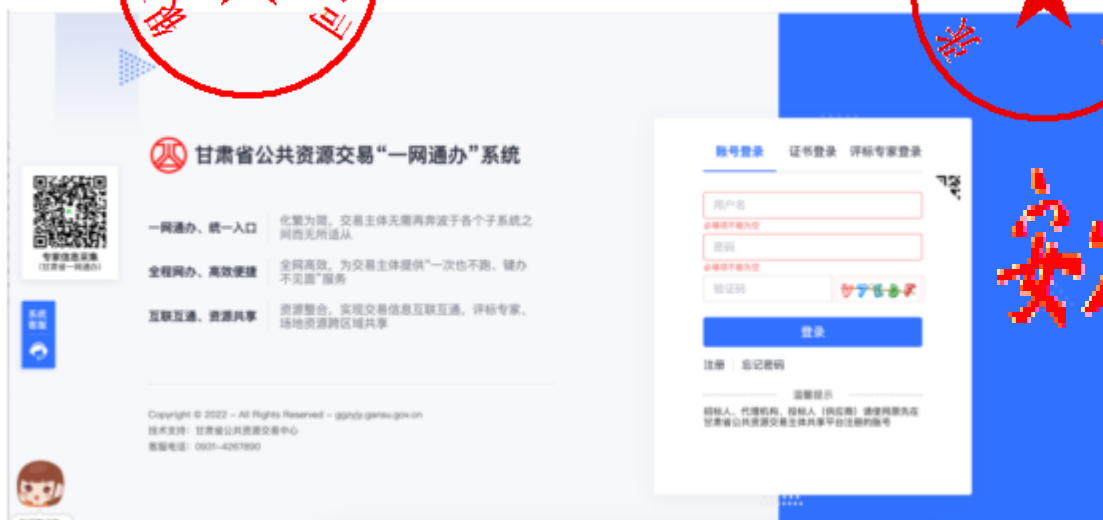 甘肃省公共资源交易“一网通办”系统
一网通办、统一入口
化繁为简，交易主体无需再奔波于各个子系统之
间而无所适从
全程网办、高效便捷
全网高效，为交易主体提供“一次也不跑、键办
不见面”服务
互联互通、资源共享
资源整合，实现交易信息互联互通，评标专家、
场地资源跨区域共享
专家信息采集
(甘肃省一网通办)
系统
客服
Copyright © 2022 – All Rights Reserved – ggzyjy.gansu.gov.cn
技术支持：甘肃省公共资源交易中心
客服电话：0931-4267890
账号登录 证书登录 评标专家登录
用户名
必填项不能为空
密码
必填项不能为空
验证码
登录
注册 忘记密码
温馨提示
招标人、代理机构、投标人（供应商）请使用原先在
甘肃省公共资源交易主体共享平台注册的账号
司
安